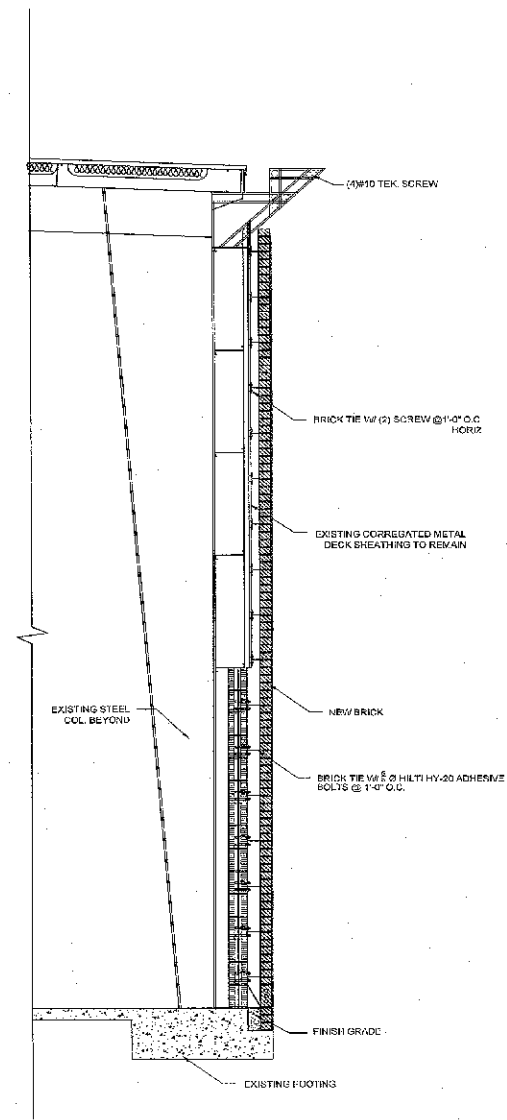 (4)#10 TEK. SCREW
BRICK TIE W/ (2) SCREW @1'-0" O.C
HORIZ
EXISTING CORREGATED METAL
DECK SHEATHING TO REMAIN
EXISTING STEEL
COL. BEYOND
NEW BRICK
BRICK TIE W/ Ø HILTI HY-20 ADHESIVE
BOLTS @ 1'-0" O.C.
FINISH GRADE
EXISTING FOOTING